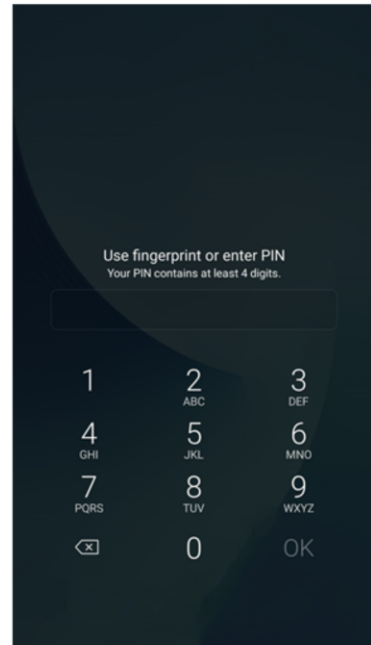 Use fingerprint or enter PIN
Your PIN contains at least 4 digits.
1 2 3
ABC DEF
4 5 6
GHI JKL MNO
7 8 9
PQRS TUV WXYZ
0 OK